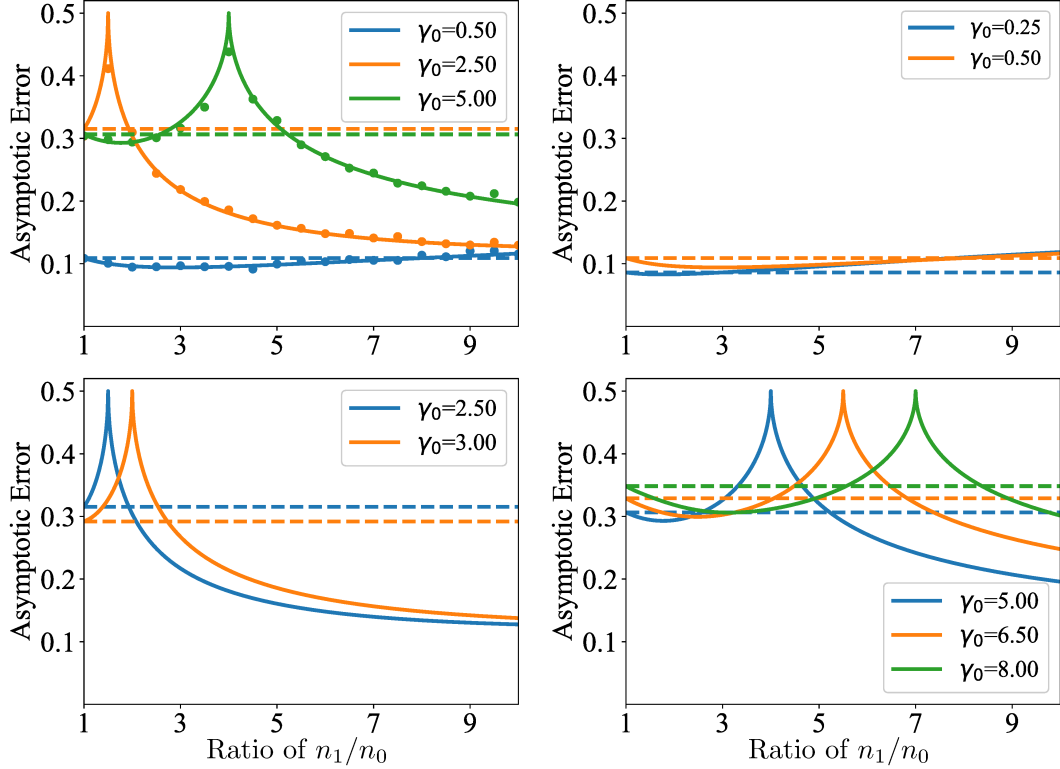 Asymptotic Error
0.5
0.4
0.3
0.2
0.1
1
3
5
7
9
γ₀=0.50
γ₀=2.50
γ₀=5.00
Asymptotic Error
0.5
0.4
0.3
0.2
0.1
1
3
5
7
9
γ₀=0.25
γ₀=0.50
Asymptotic Error
0.5
0.4
0.3
0.2
0.1
1
3
5
7
9
γ₀=2.50
γ₀=3.00
Ratio of n₁/n₀
Asymptotic Error
0.5
0.4
0.3
0.2
0.1
1
3
5
7
9
γ₀=5.00
γ₀=6.50
γ₀=8.00
Ratio of n₁/n₀